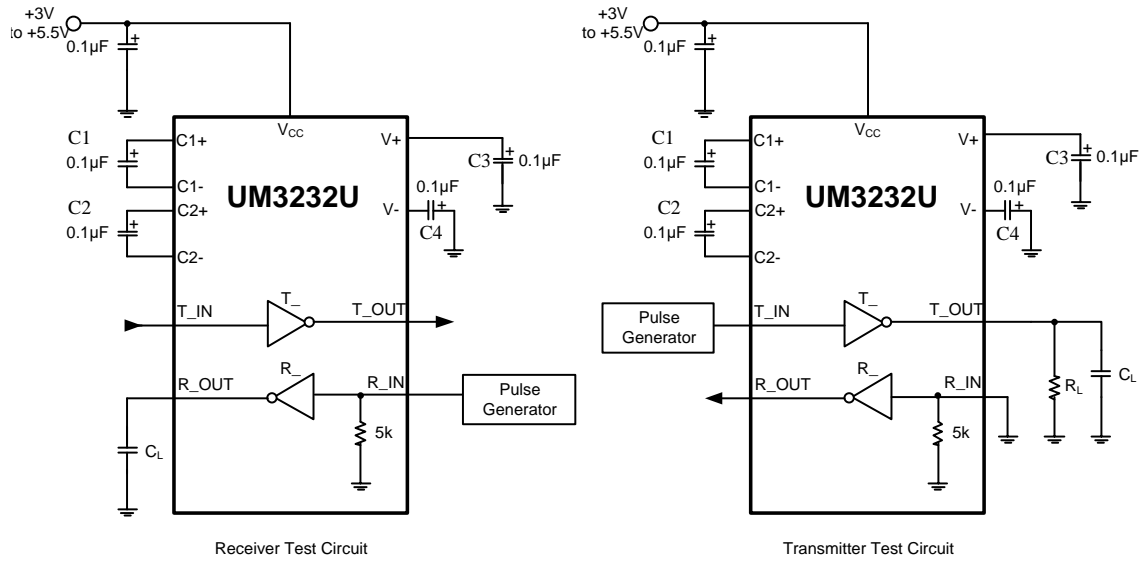 +3V
to +5.5V
0.1µF
+
VCC
C1
C1+
+
0.1µF
C1-
C2
C2+
+
0.1µF
C2-
UM3232U
V+
+
C3
0.1µF
0.1µF
V-
+
C4
T_IN
T_
T_OUT
R_OUT
R_
R_IN
Pulse
Generator
5k
CL
Receiver Test Circuit
+3V
to +5.5V
0.1µF
+
VCC
C1
C1+
+
0.1µF
C1-
C2
C2+
+
0.1µF
C2-
UM3232U
V+
+
C3
0.1µF
0.1µF
V-
+
C4
Pulse
Generator
T_IN
T_
T_OUT
R_OUT
R_
R_IN
RL
CL
5k
Transmitter Test Circuit